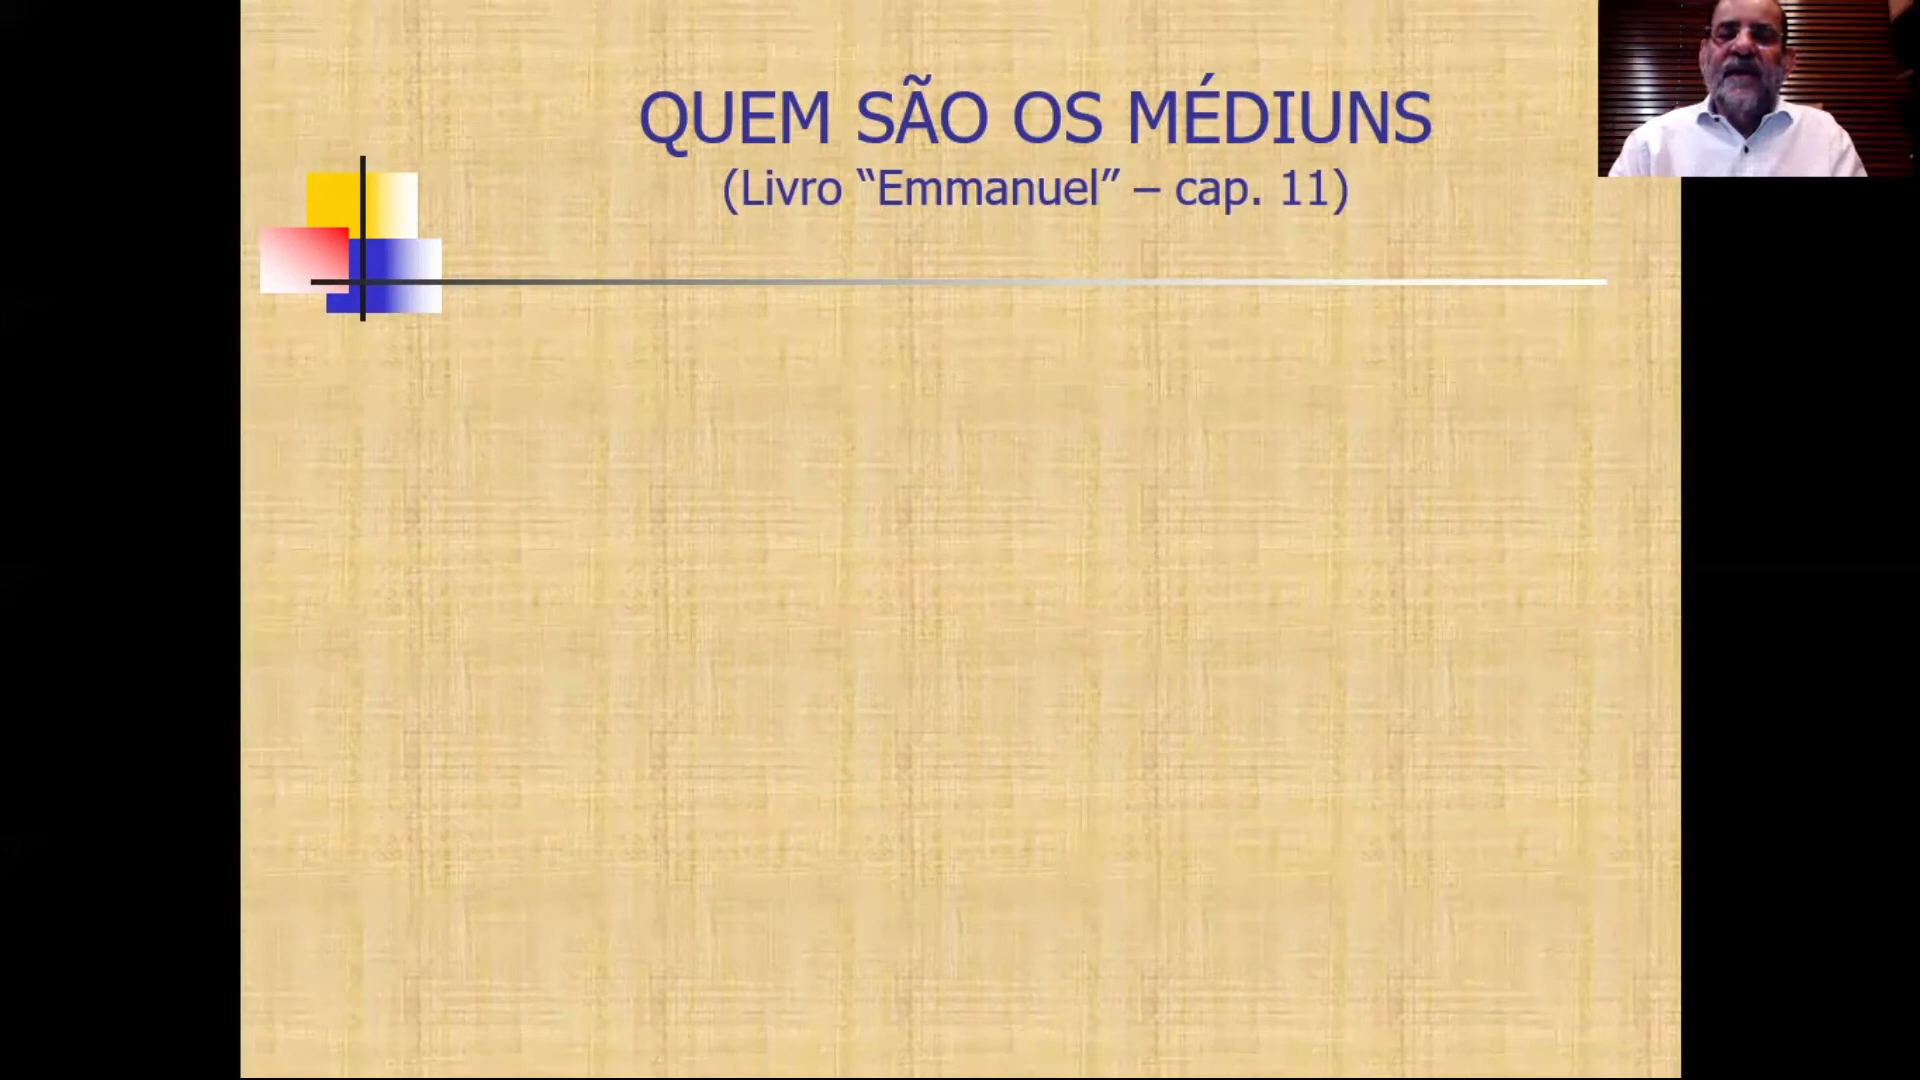 QUEM SÃO OS MÉDIUNS
(Livro “Emmanuel” – cap. 11)